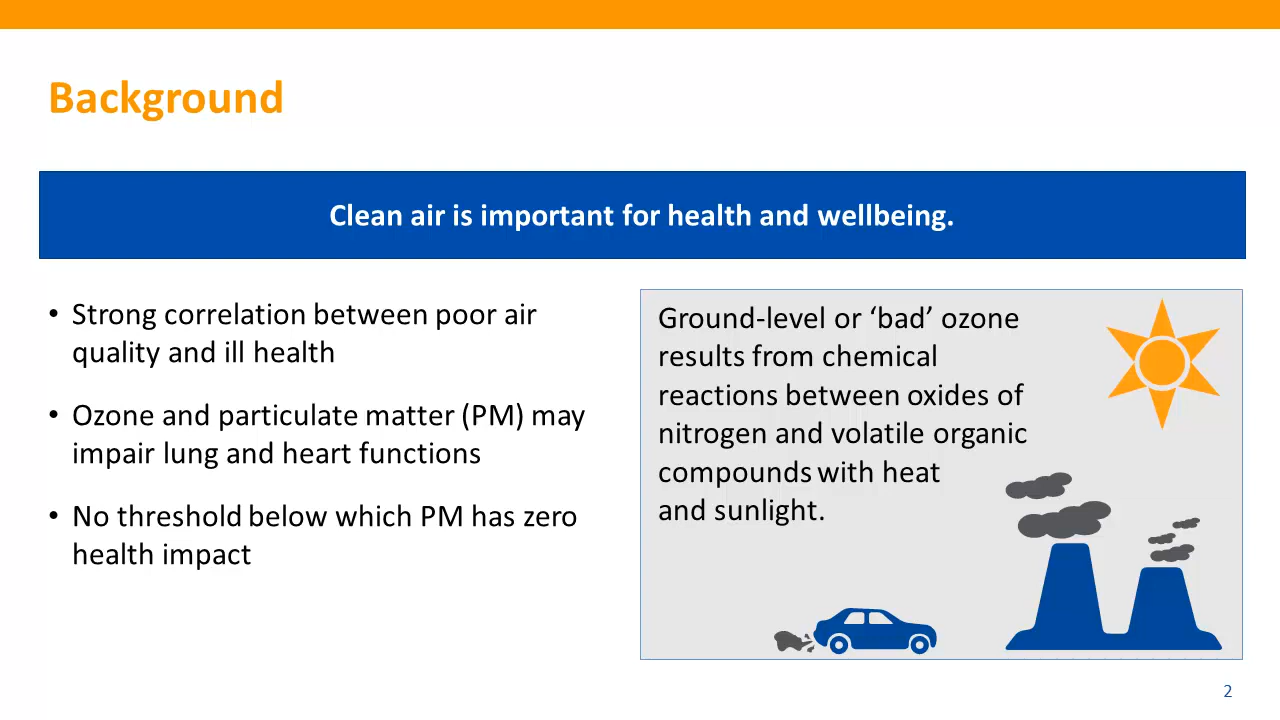 Background
Clean air is important for health and wellbeing.
• Strong correlation between poor air
quality and ill health
• Ozone and particulate matter (PM) may
impair lung and heart functions
• No threshold below which PM has zero
health impact
Ground-level or ‘bad’ ozone
results from chemical
reactions between oxides of
nitrogen and volatile organic
compounds with heat
and sunlight.
2